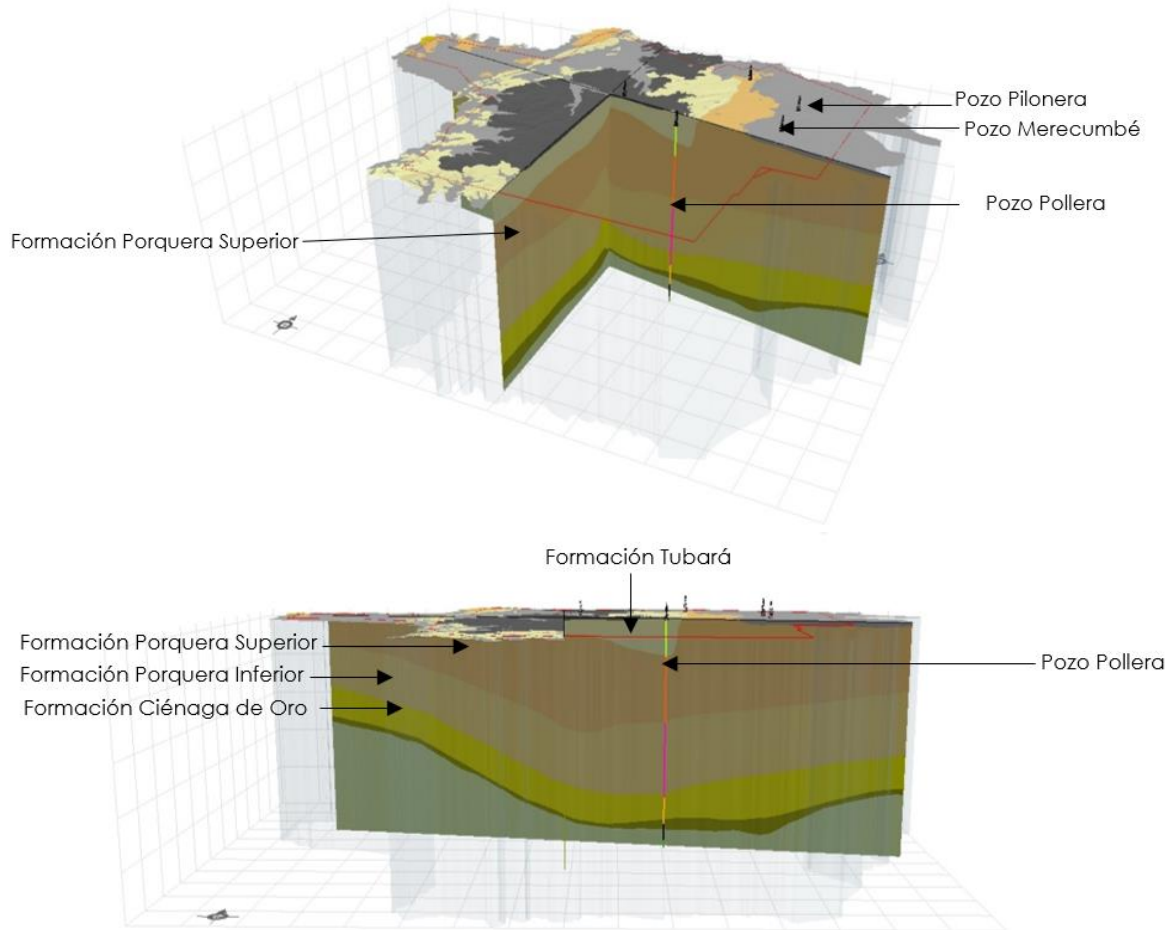 Pozo Pilonera
Pozo Merecumbé
Pozo Pollera
Formación Porquera Superior
Formación Tubará
Formación Porquera Superior
Formación Porquera Inferior
Formación Ciénaga de Oro
Pozo Pollera